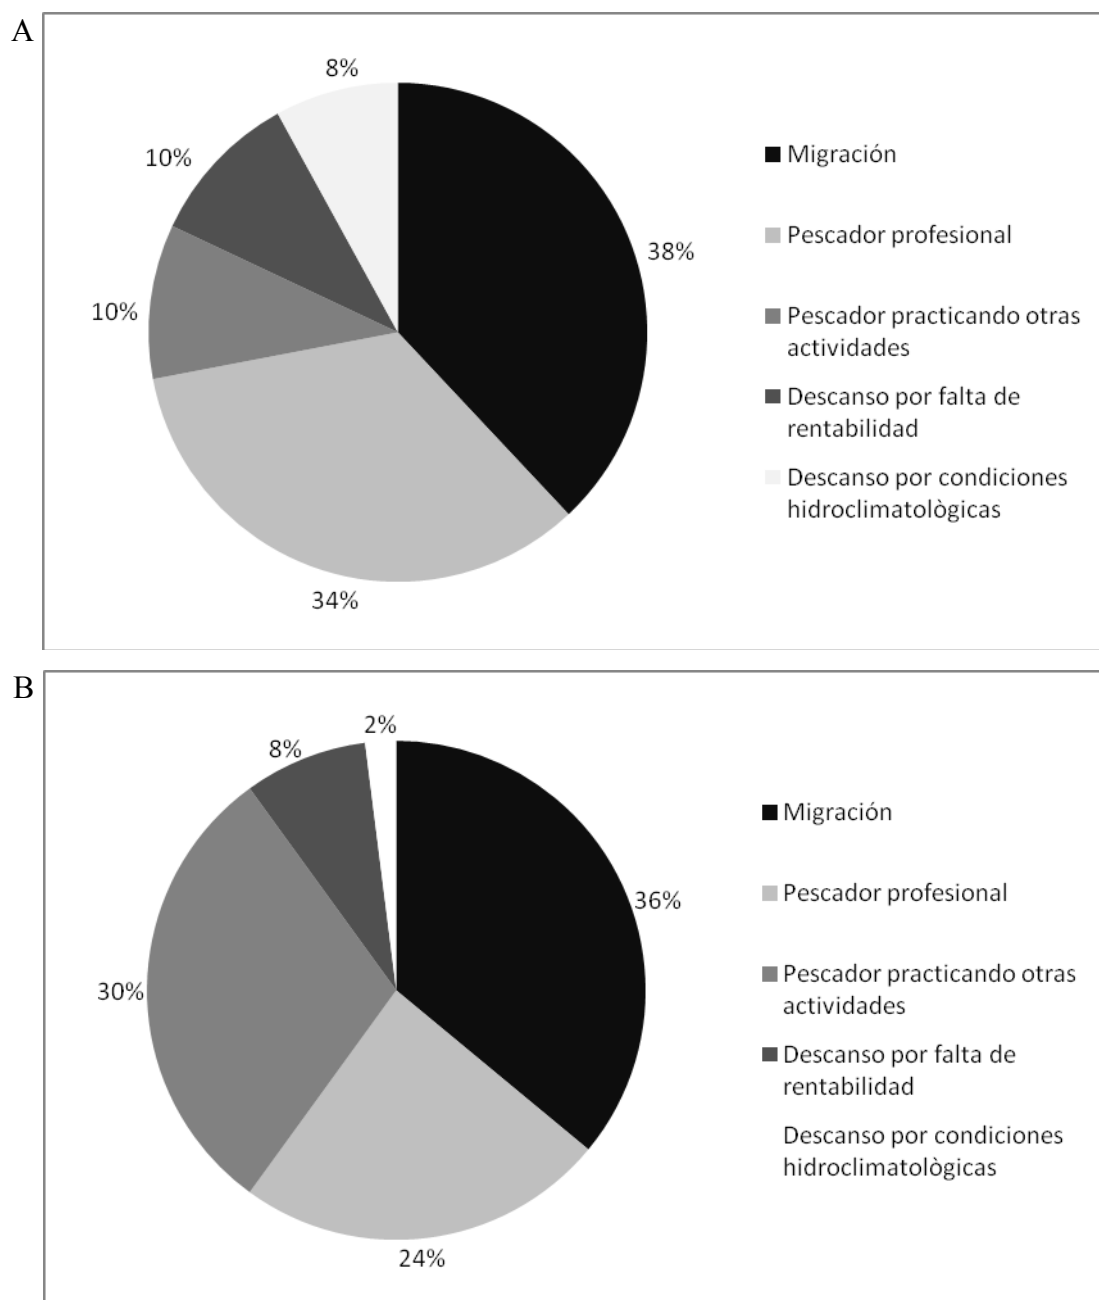 A
8%
10%
10%
38%
34%
Migración
Pescador profesional
Pescador practicando otras
actividades
Descanso por falta de
rentabilidad
Descanso por condiciones
hidroclimatològicas
B
2%
8%
36%
30%
24%
Migración
Pescador profesional
Pescador practicando otras
actividades
Descanso por falta de
rentabilidad
Descanso por condiciones
hidroclimatològicas